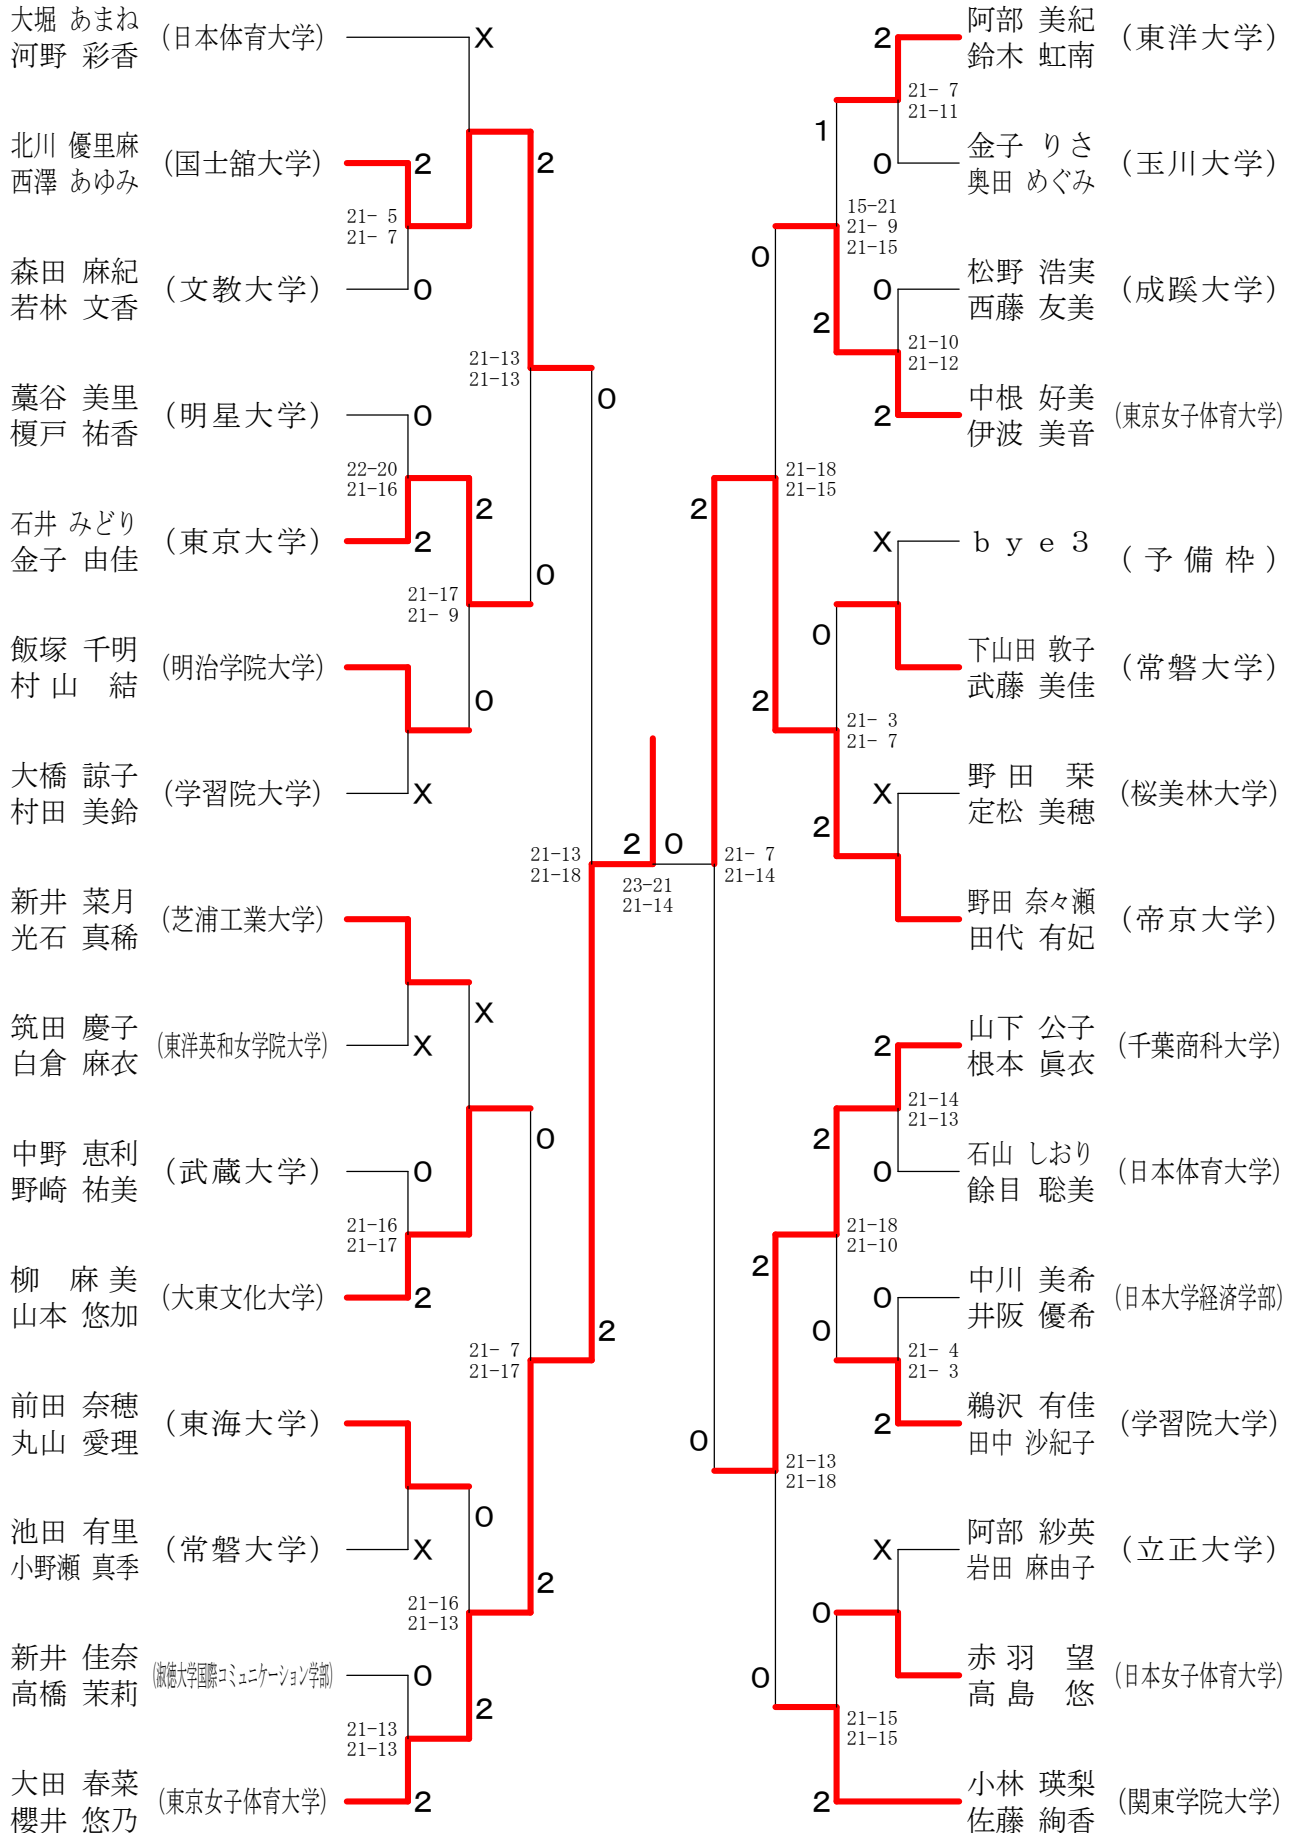 大堀 あまね
河野 彩香
(日本体育大学)
X
北川 優里麻
西澤 あゆみ
(国士舘大学)
2
2
21- 5
21- 7
森田 麻紀
若林 文香
(文教大学)
0
21-13
21-13
藁谷 美里
榎戸 祐香
(明星大学)
0
0
22-20
21-16
2
石井 みどり
金子 由佳
(東京大学)
2
0
21-17
21- 9
飯塚 千明
村山 結
(明治学院大学)
0
大橋 諒子
村田 美鈴
(学習院大学)
X
21-13
21-18
2
0
23-21
21-14
新井 菜月
光石 真稀
(芝浦工業大学)
X
筑田 慶子
白倉 麻衣
(東洋英和女学院大学)
X
0
中野 恵利
野崎 祐美
(武蔵大学)
0
21-16
21-17
柳 麻美
山本 悠加
(大東文化大学)
2
2
21- 7
21-17
前田 奈穂
丸山 愛理
(東海大学)
0
池田 有里
小野瀬 真季
(常磐大学)
X
2
21-16
21-13
新井 佳奈
高橋 茉莉
(淑徳大学国際コミュニケーション学部)
0
2
21-13
21-13
大田 春菜
櫻井 悠乃
(東京女子体育大学)
2
2
阿部 美紀
鈴木 虹南
(東洋大学)
21- 7
21-11
1
0
金子 りさ
奥田 めぐみ
(玉川大学)
15-21
21- 9
21-15
0
0
松野 浩実
西藤 友美
(成蹊大学)
2
21-10
21-12
2
中根 好美
伊波 美音
(東京女子体育大学)
21-18
21-15
2
X
bye3
(予備枠)
0
下山田 敦子
武藤 美佳
(常磐大学)
2
21- 3
21- 7
X
野田 栞
定松 美穂
(桜美林大学)
2
21- 7
21-14
野田 奈々瀬
田代 有妃
(帝京大学)
2
山下 公子
根本 眞衣
(千葉商科大学)
21-14
21-13
2
0
石山 しおり
餘目 聡美
(日本体育大学)
21-18
21-10
2
0
中川 美希
井阪 優希
(日本大学経済学部)
0
21- 4
21- 3
2
鵜沢 有佳
田中 沙紀子
(学習院大学)
0
21-13
21-18
X
阿部 紗英
岩田 麻由子
(立正大学)
0
赤羽 望
高島 悠
(日本女子体育大学)
0
21-15
21-15
2
小林 瑛梨
佐藤 絢香
(関東学院大学)